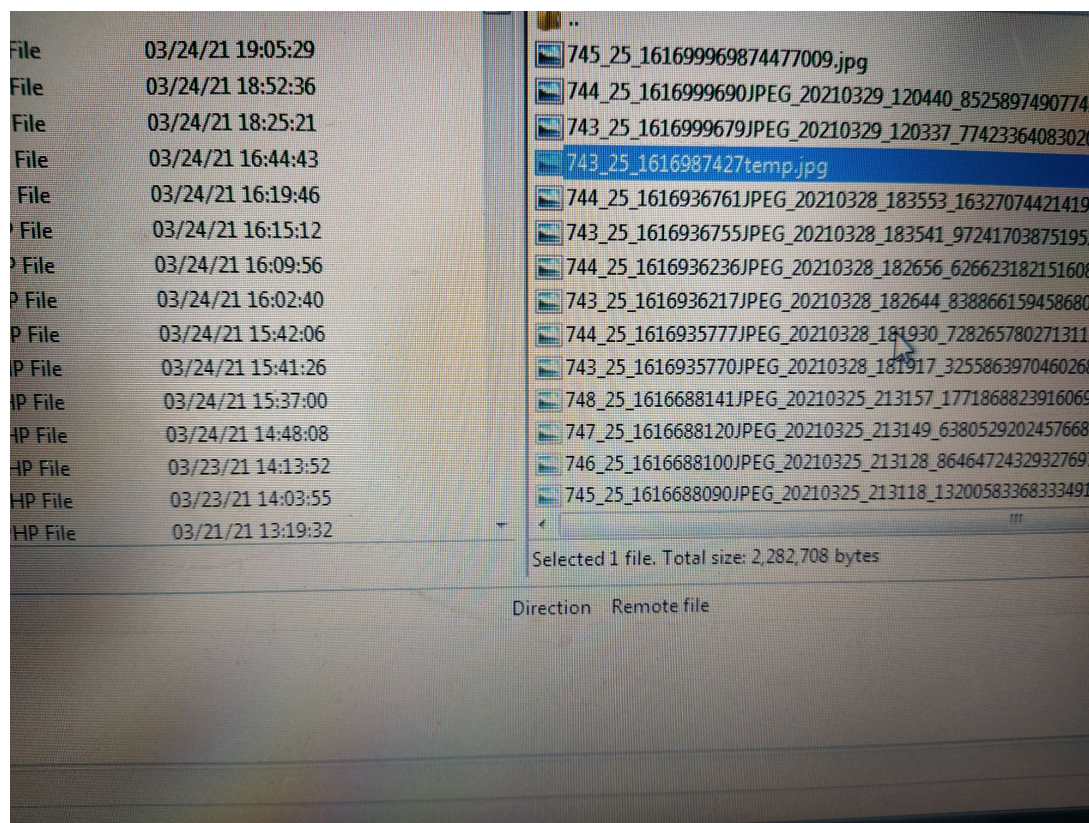 File 03/24/21 19:05:29
File 03/24/21 18:52:36
File 03/24/21 18:25:21
File 03/24/21 16:44:43
File 03/24/21 16:19:46
File 03/24/21 16:15:12
P File 03/24/21 16:09:56
P File 03/24/21 16:02:40
P File 03/24/21 15:42:06
IP File 03/24/21 15:41:26
HP File 03/24/21 15:37:00
HP File 03/24/21 14:48:08
HP File 03/23/21 14:13:52
HP File 03/23/21 14:03:55
HP File 03/21/21 13:19:32
..
745_25_161699969874477009.jpg
744_25_1616999690JPEG_20210329_120440_8525897490774
743_25_1616999679JPEG_20210329_120337_7742336408302
743_25_1616987427temp.jpg
744_25_1616936761JPEG_20210328_183553_16327074421419
743_25_1616936755JPEG_20210328_183541_97241703875195
744_25_1616936236JPEG_20210328_182656_62662318215160
743_25_1616936217JPEG_20210328_182644_83886615945868
744_25_1616935777JPEG_20210328_181930_728265780271311
743_25_1616935770JPEG_20210328_181917_32558639704602
748_25_1616688141JPEG_20210325_213157_1771868823916069
747_25_1616688120JPEG_20210325_213149_6380529202457668
746_25_1616688100JPEG_20210325_213128_864647243293276
745_25_1616688090JPEG_20210325_213118_1320058336833349
Selected 1 file. Total size: 2,282,708 bytes
Direction Remote file